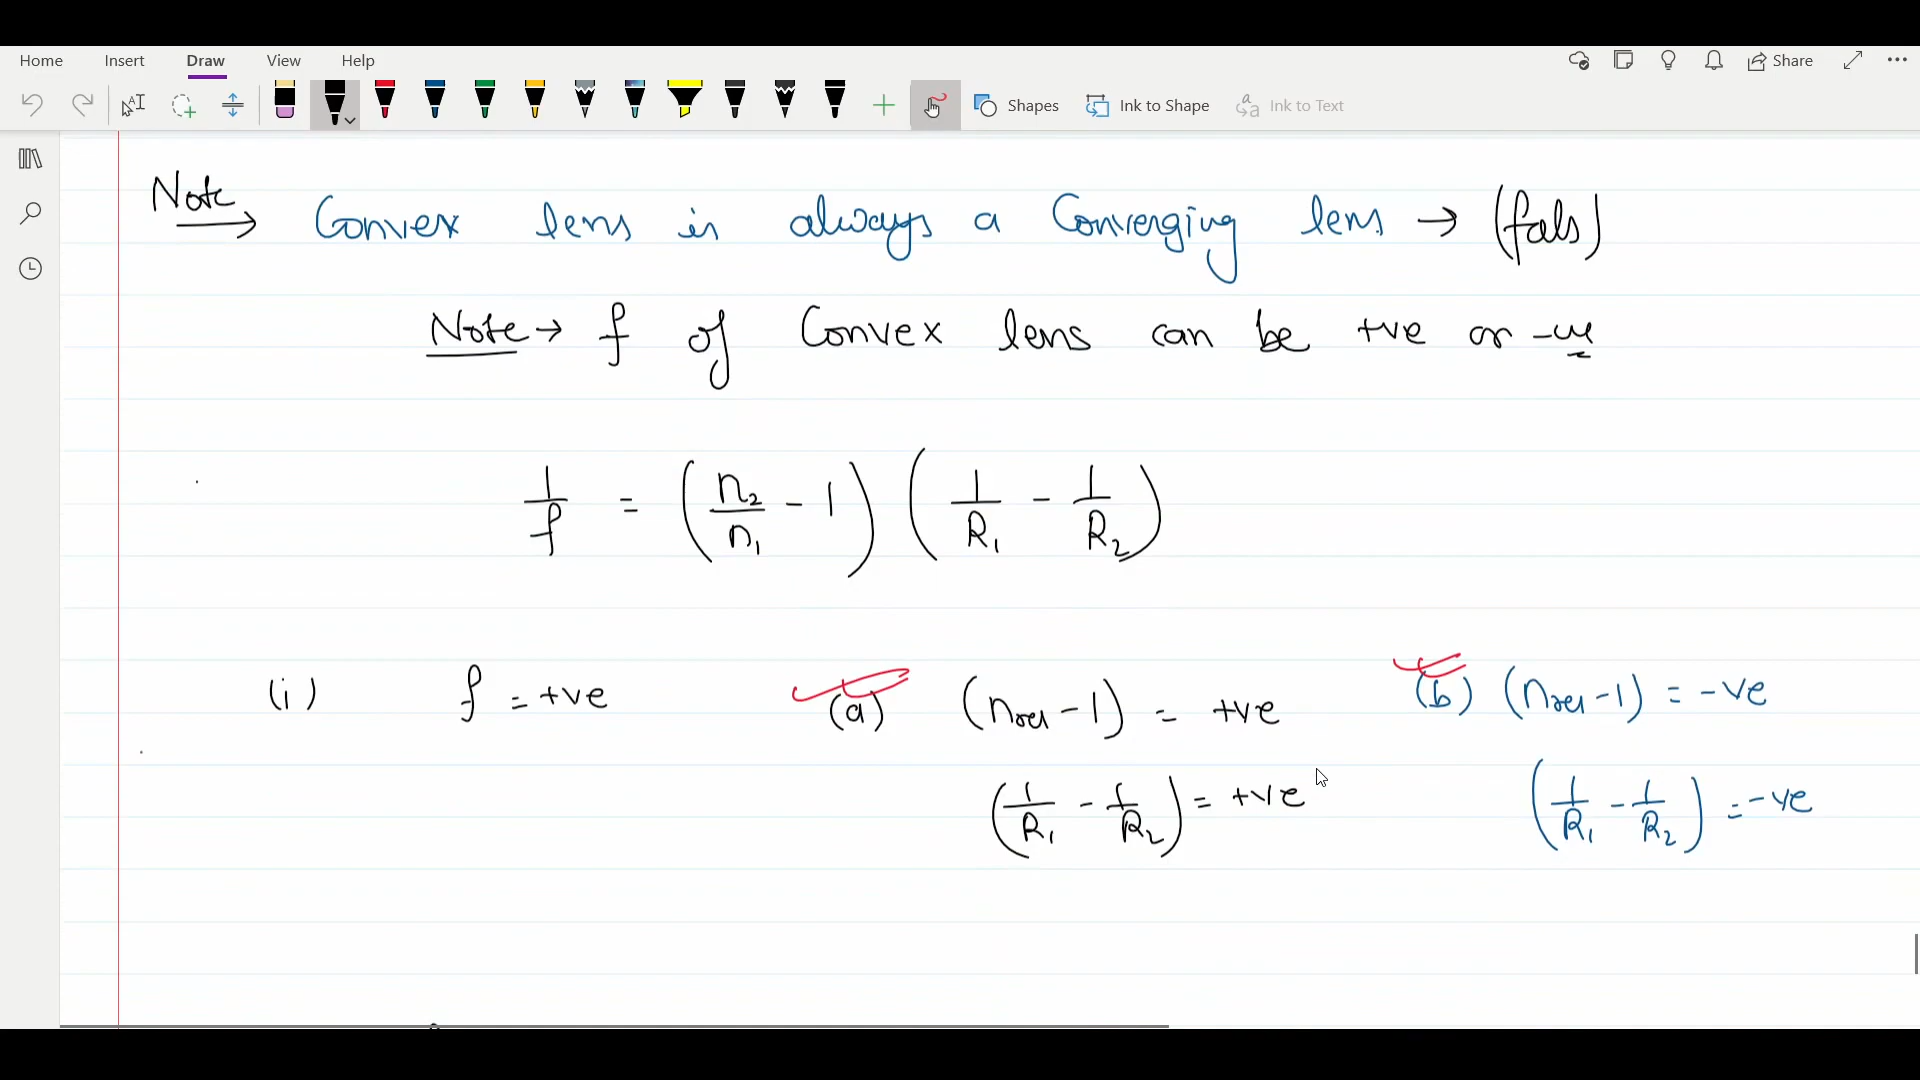 Home Insert Draw View Help Share
Shapes Ink to Shape Ink to Text
Note → Convex lens is always a Converging lens → (fals)
Note → f of Convex lens can be +ve or -ve
1/f = (n₂/n₁ - 1) (1/R₁ - 1/R₂)
(i) f = +ve (a) (nrel - 1) = +ve (b) (nrel - 1) = -ve
(1/R₁ - 1/R₂) = +ve (1/R₁ - 1/R₂) = -ve